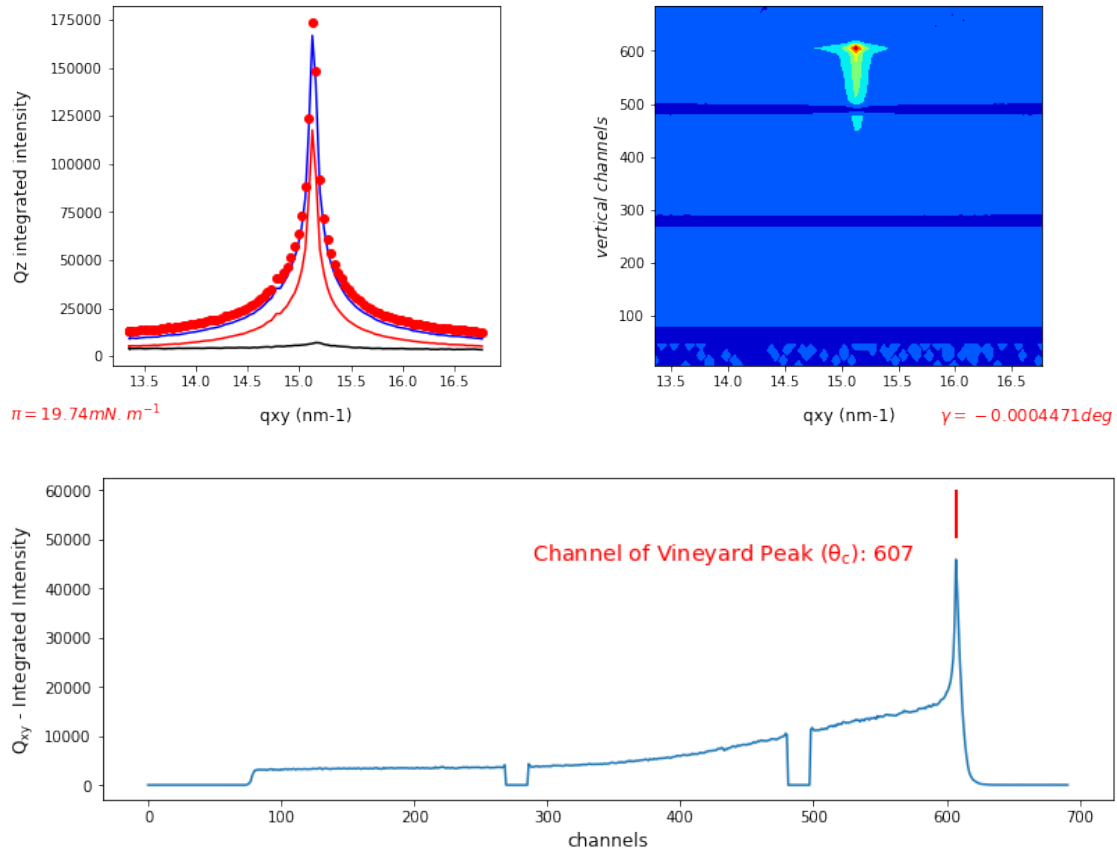 Qz integrated intensity
175000
150000
125000
100000
75000
50000
25000
0
13.5 14.0 14.5 15.0 15.5 16.0 16.5
π = 19.74mN. m⁻¹ qxy (nm-1)
vertical channels
600
500
400
300
200
100
13.5 14.0 14.5 15.0 15.5 16.0 16.5
qxy (nm-1) γ = −0.0004471deg
Qxy - Integrated Intensity
60000
50000
40000
30000
20000
10000
0
Channel of Vineyard Peak (θc): 607
0 100 200 300 400 500 600 700
channels